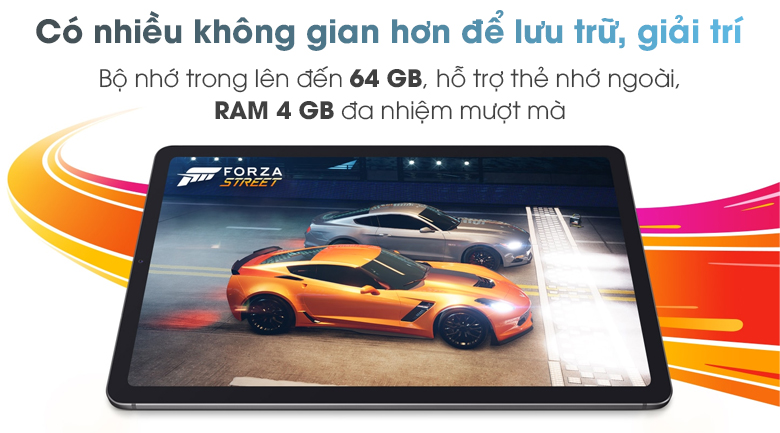 Có nhiều không gian hơn để lưu trữ, giải trí
Bộ nhớ trong lên đến 64 GB, hỗ trợ thẻ nhớ ngoài,
RAM 4 GB đa nhiệm mượt mà
FORZA
STREET